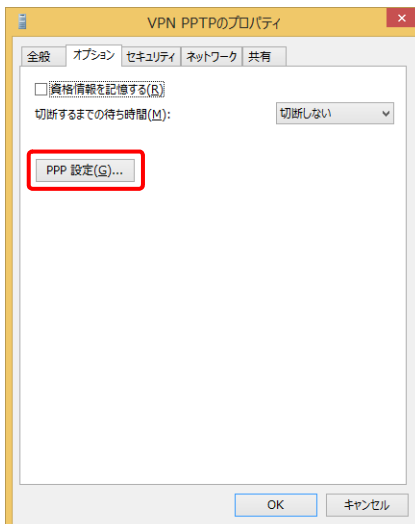 VPN PPTPのプロパティ
全般 オプション セキュリティ ネットワーク 共有
資格情報を記憶する(R)
切断するまでの待ち時間(M): 切断しない
PPP 設定(G)...
OK キャンセル